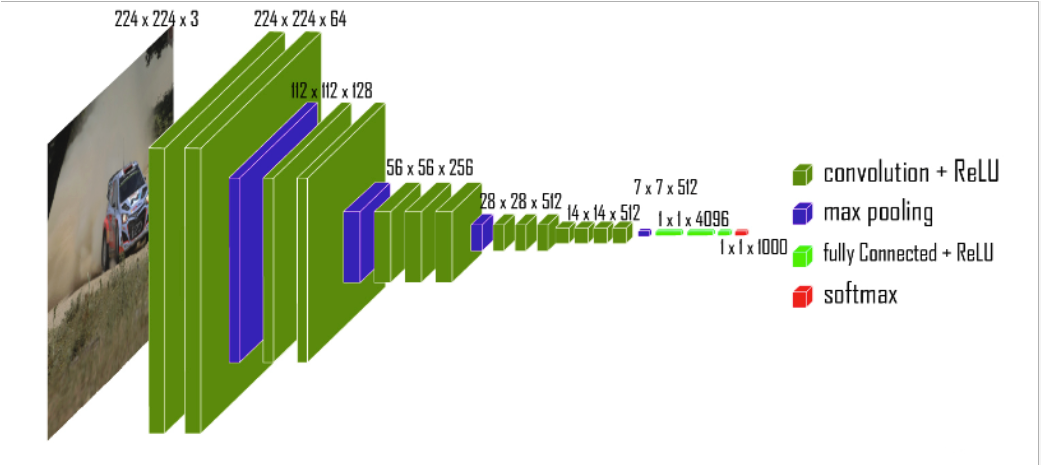 224 x 224 x 3
224 x 224 x 64
112 x 112 x 128
56 x 56 x 256
28 x 28 x 512
14 x 14 x 512
7 x 7 x 512
1 x 1 x 4096
1 x 1 x 1000
convolution + ReLU
max pooling
fully Connected + ReLU
softmax